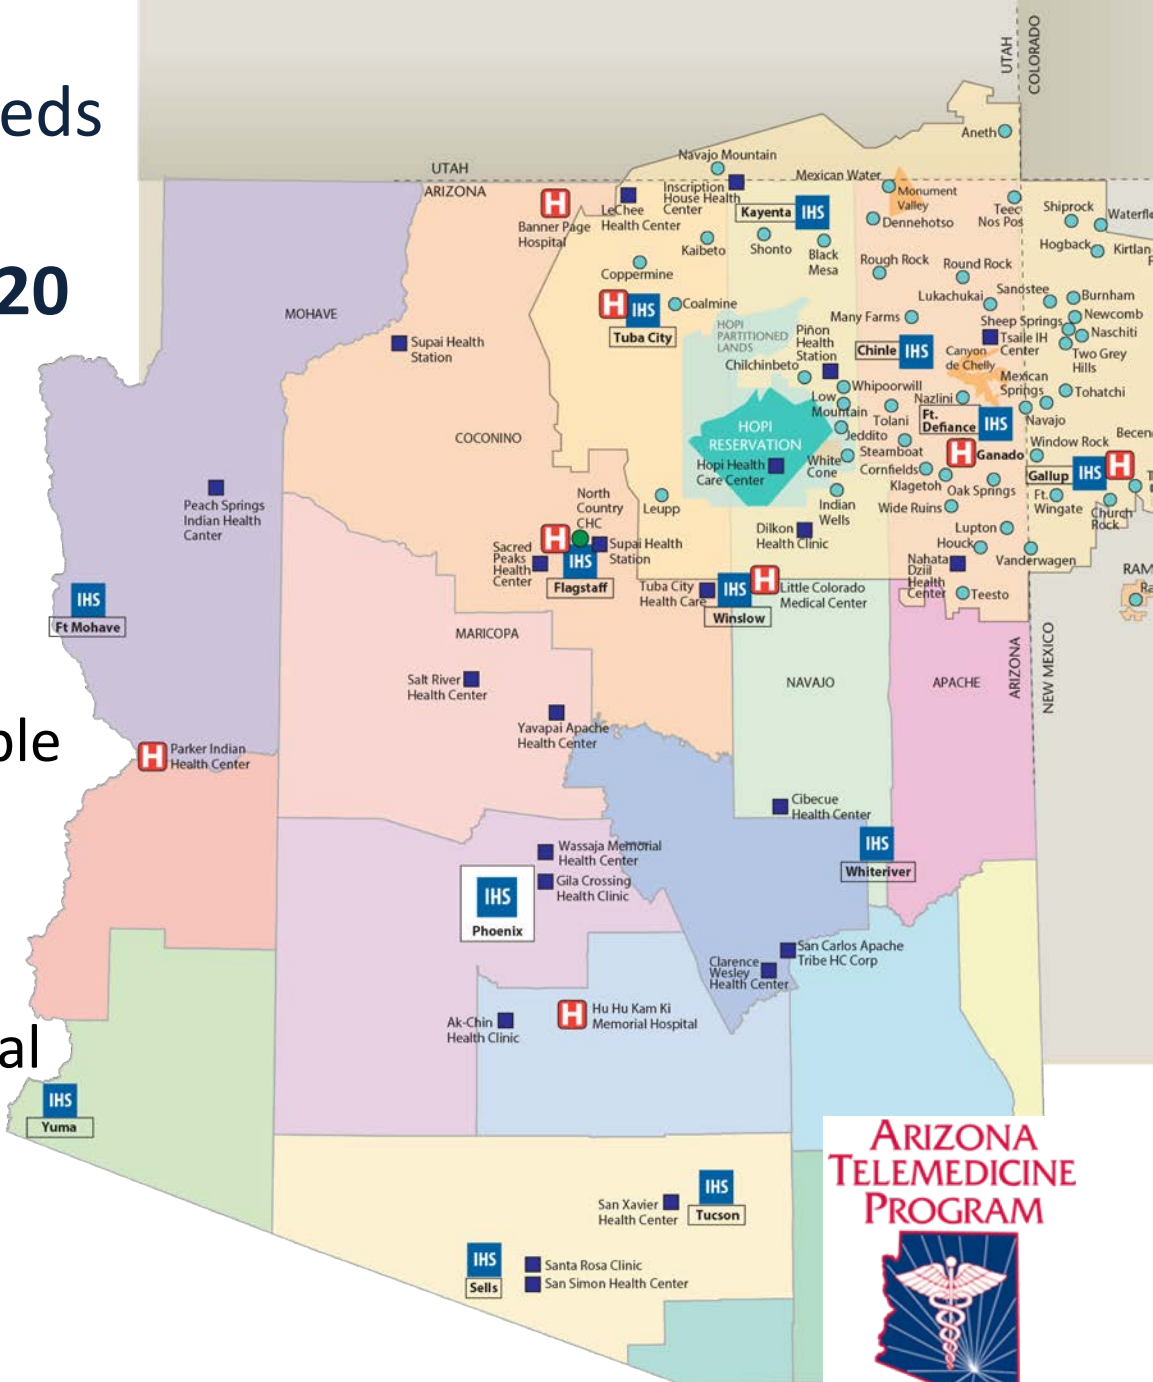 eds
20
ple
al
UTAH
COLORADO
Aneth
Navajo Mountain
UTAH
ARIZONA
Mexican Water
Inscription
House Health
Center
Monument
Valley
LeChee
Health Center
Kayenta
IHS
H
Banner Page
Hospital
Teec
Nos Pos
Shiprock
Dennehotso
Kaibeto
Shonto
Black
Mesa
Hogback
Rough Rock
Round Rock
Coppermine
Lukachukai
Sanostee
Burnham
H
IHS
Tuba City
Coalmine
MOHAVE
HOPI
PARTITIONED
LANDS
Piñon
Health
Station
Many Farms
Sheep Springs
Newcomb
Naschiti
Supai Health
Station
Chinle
IHS
Tsaile IH
Center
Canyon
de Chelly
Two Grey
Hills
Chilchinbeto
Mexican
Springs
Whipoorwill
Tohatchi
Low
Mountain
Nazlini
Tolani
Ft.
Defiance
IHS
Navajo
COCONINO
HOPI
RESERVATION
Jeddito
Steamboat
H
Ganado
Window Rock
Hopi Health
Care Center
White
Cone
Cornfields
Gallup
IHS
H
Klagetoh
Oak Springs
Peach Springs
Indian Health
Canter
North
Country
CHC
Leupp
Indian
Wells
Wide Ruins
Ft.
Wingate
Church
Rock
Dilkon
Health Clinic
Lupton
Houck
Vanderwagen
H
Sacred
Peaks
Health
Center
IHS
Flagstaff
Supai Health
Station
Nahata
Dziil
Health
Center
Teesto
Tuba City
Health Care
IHS
Winslow
H
Little Colorado
Medical Center
IHS
Ft Mohave
MARICOPA
ARIZONA
NEW MEXICO
Salt River
Health Center
NAVAJO
APACHE
Yavapai Apache
Health Center
H
Parker Indian
Health Center
Cibecue
Health Center
IHS
Whiteriver
Wassaja Memorial
Health Center
Gila Crossing
Health Clinic
IHS
Phoenix
San Carlos Apache
Tribe HC Corp
Clarence
Wesley
Health Center
H
Hu Hu Kam Ki
Memorial Hospital
Ak-Chin
Health Clinic
IHS
Yuma
San Xavier
Health Center
IHS
Tucson
IHS
Sells
Santa Rosa Clinic
San Simon Health Center
ARIZONA
TELEMEDICINE
PROGRAM